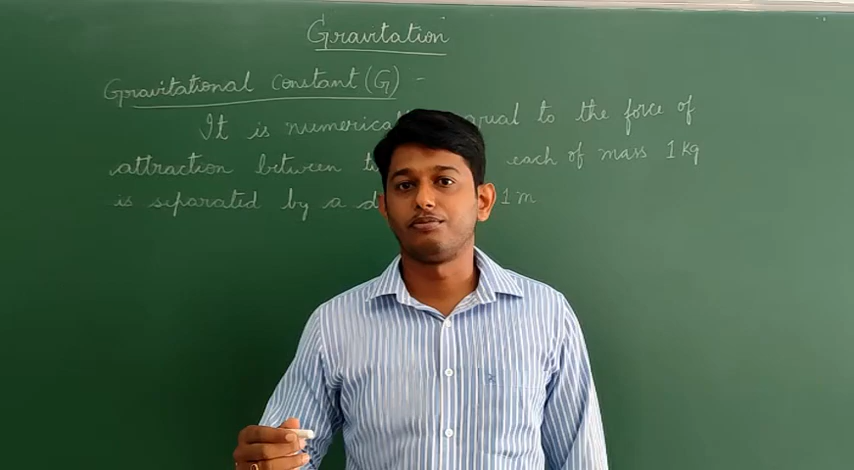 Gravitation
Gravitational constant (G) -
It is numerical equal to the force of
attraction between each of mass 1 kg
is separated by a 1 m